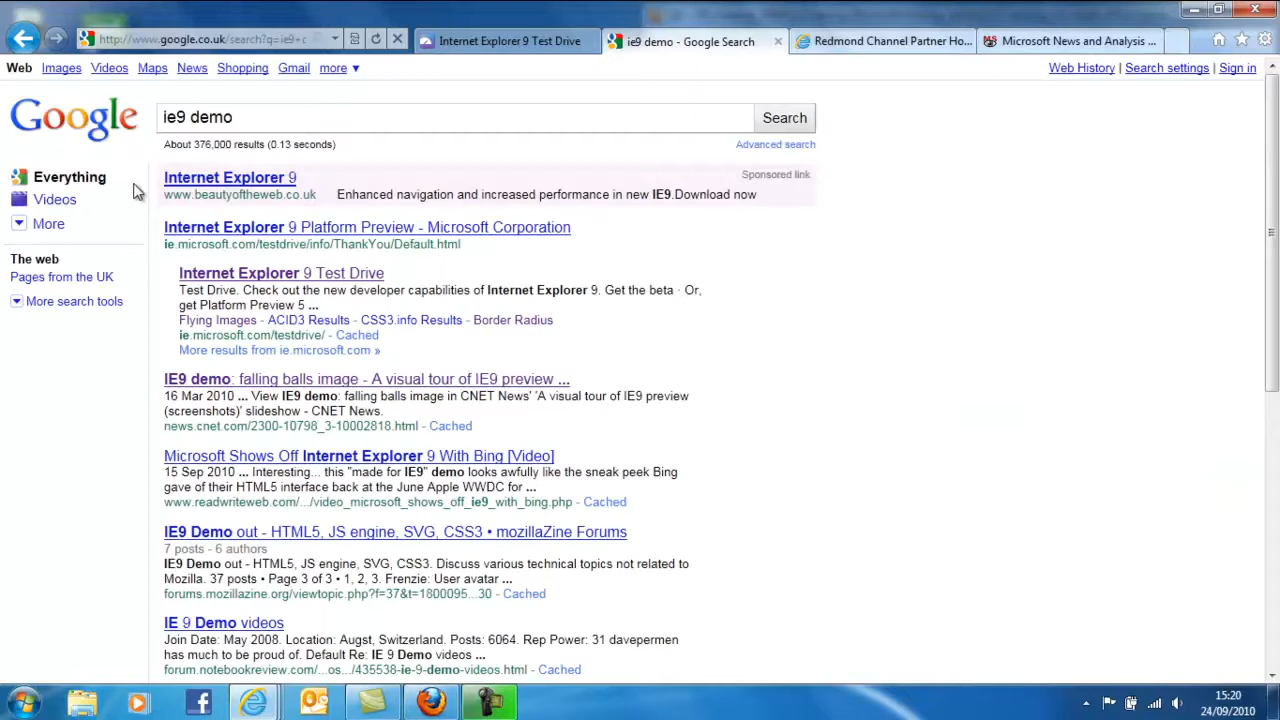 http://www.google.co.uk/search?q=ie9+c
Internet Explorer 9 Test Drive
ie9 demo - Google Search
Redmond Channel Partner Ho...
Microsoft News and Analysis ...
Web Images Videos Maps News Shopping Gmail more ▼
Web History | Search settings | Sign in
Google
ie9 demo
Search
About 376,000 results (0.13 seconds)
Advanced search
Everything
Videos
More
The web
Pages from the UK
More search tools
Internet Explorer 9
Sponsored link
www.beautyoftheweb.co.uk Enhanced navigation and increased performance in new IE9.Download now
Internet Explorer 9 Platform Preview - Microsoft Corporation
ie.microsoft.com/testdrive/info/ThankYou/Default.html
Internet Explorer 9 Test Drive
Test Drive. Check out the new developer capabilities of Internet Explorer 9. Get the beta · Or,
get Platform Preview 5 ...
Flying Images - ACID3 Results - CSS3.info Results - Border Radius
ie.microsoft.com/testdrive/ - Cached
More results from ie.microsoft.com »
IE9 demo: falling balls image - A visual tour of IE9 preview ...
16 Mar 2010 ... View IE9 demo: falling balls image in CNET News' 'A visual tour of IE9 preview
(screenshots)' slideshow - CNET News.
news.cnet.com/2300-10798_3-10002818.html - Cached
Microsoft Shows Off Internet Explorer 9 With Bing [Video]
15 Sep 2010 ... Interesting... this "made for IE9" demo looks awfully like the sneak peek Bing
gave of their HTML5 interface back at the June Apple WWDC for ...
www.readwriteweb.com/.../video_microsoft_shows_off_ie9_with_bing.php - Cached
IE9 Demo out - HTML5, JS engine, SVG, CSS3 • mozillaZine Forums
7 posts - 6 authors
IE9 Demo out - HTML5, JS engine, SVG, CSS3. Discuss various technical topics not related to
Mozilla. 37 posts • Page 3 of 3 • 1, 2, 3. Frenzie: User avatar ...
forums.mozillazine.org/viewtopic.php?f=37&t=1800095...30 - Cached
IE 9 Demo videos
Join Date: May 2008. Location: Augst, Switzerland. Posts: 6064. Rep Power: 31 davepermen
has much to be proud of. Default Re: IE 9 Demo videos ...
forum.notebookreview.com/...os.../435538-ie-9-demo-videos.html - Cached
15:20
24/09/2010